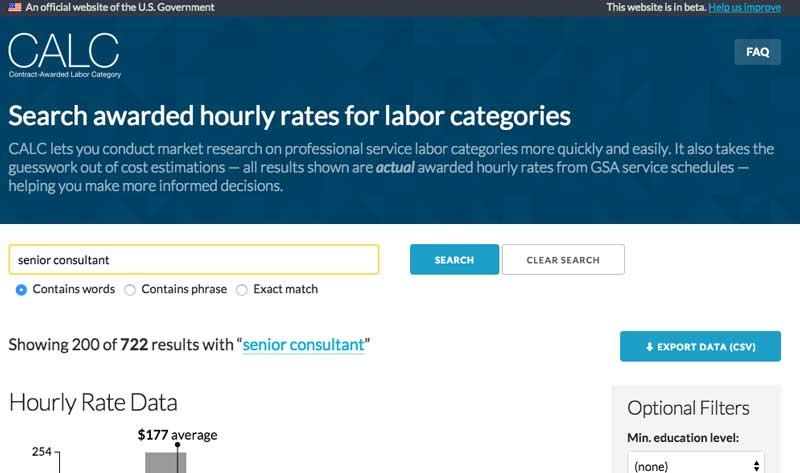 An official website of the U.S. Government
This website is in beta. Help us improve
CALC
Contract-Awarded Labor Category
FAQ
Search awarded hourly rates for labor categories
CALC lets you conduct market research on professional service labor categories more quickly and easily. It also takes the
guesswork out of cost estimations — all results shown are actual awarded hourly rates from GSA service schedules —
helping you make more informed decisions.
senior consultant
SEARCH
CLEAR SEARCH
Contains words
Contains phrase
Exact match
Showing 200 of 722 results with “senior consultant”
EXPORT DATA (CSV)
Hourly Rate Data
$177 average
254
Optional Filters
Min. education level:
(none)